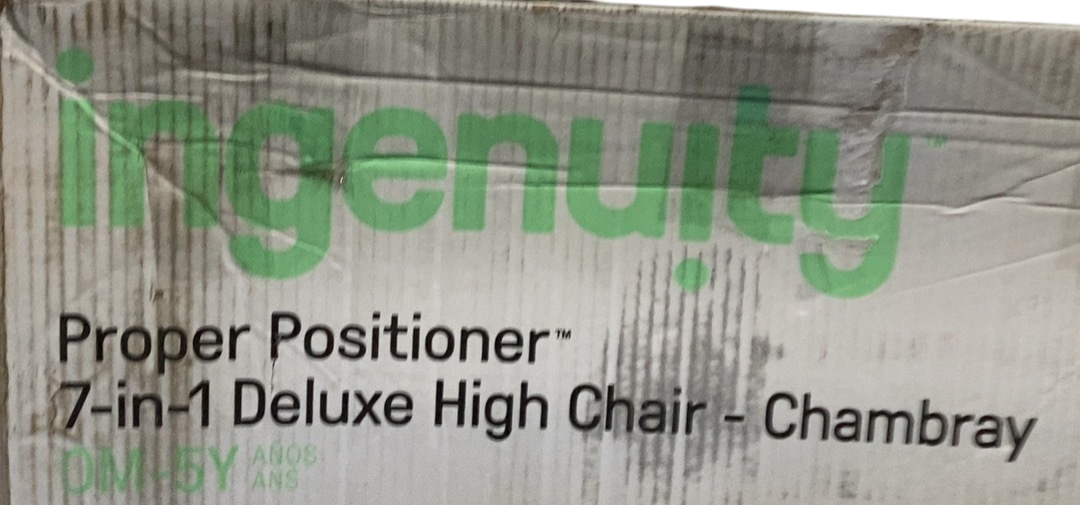 ingenuity™
Proper Positioner™
7-in-1 Deluxe High Chair - Chambray
0M-5Y AÑOS
ANS